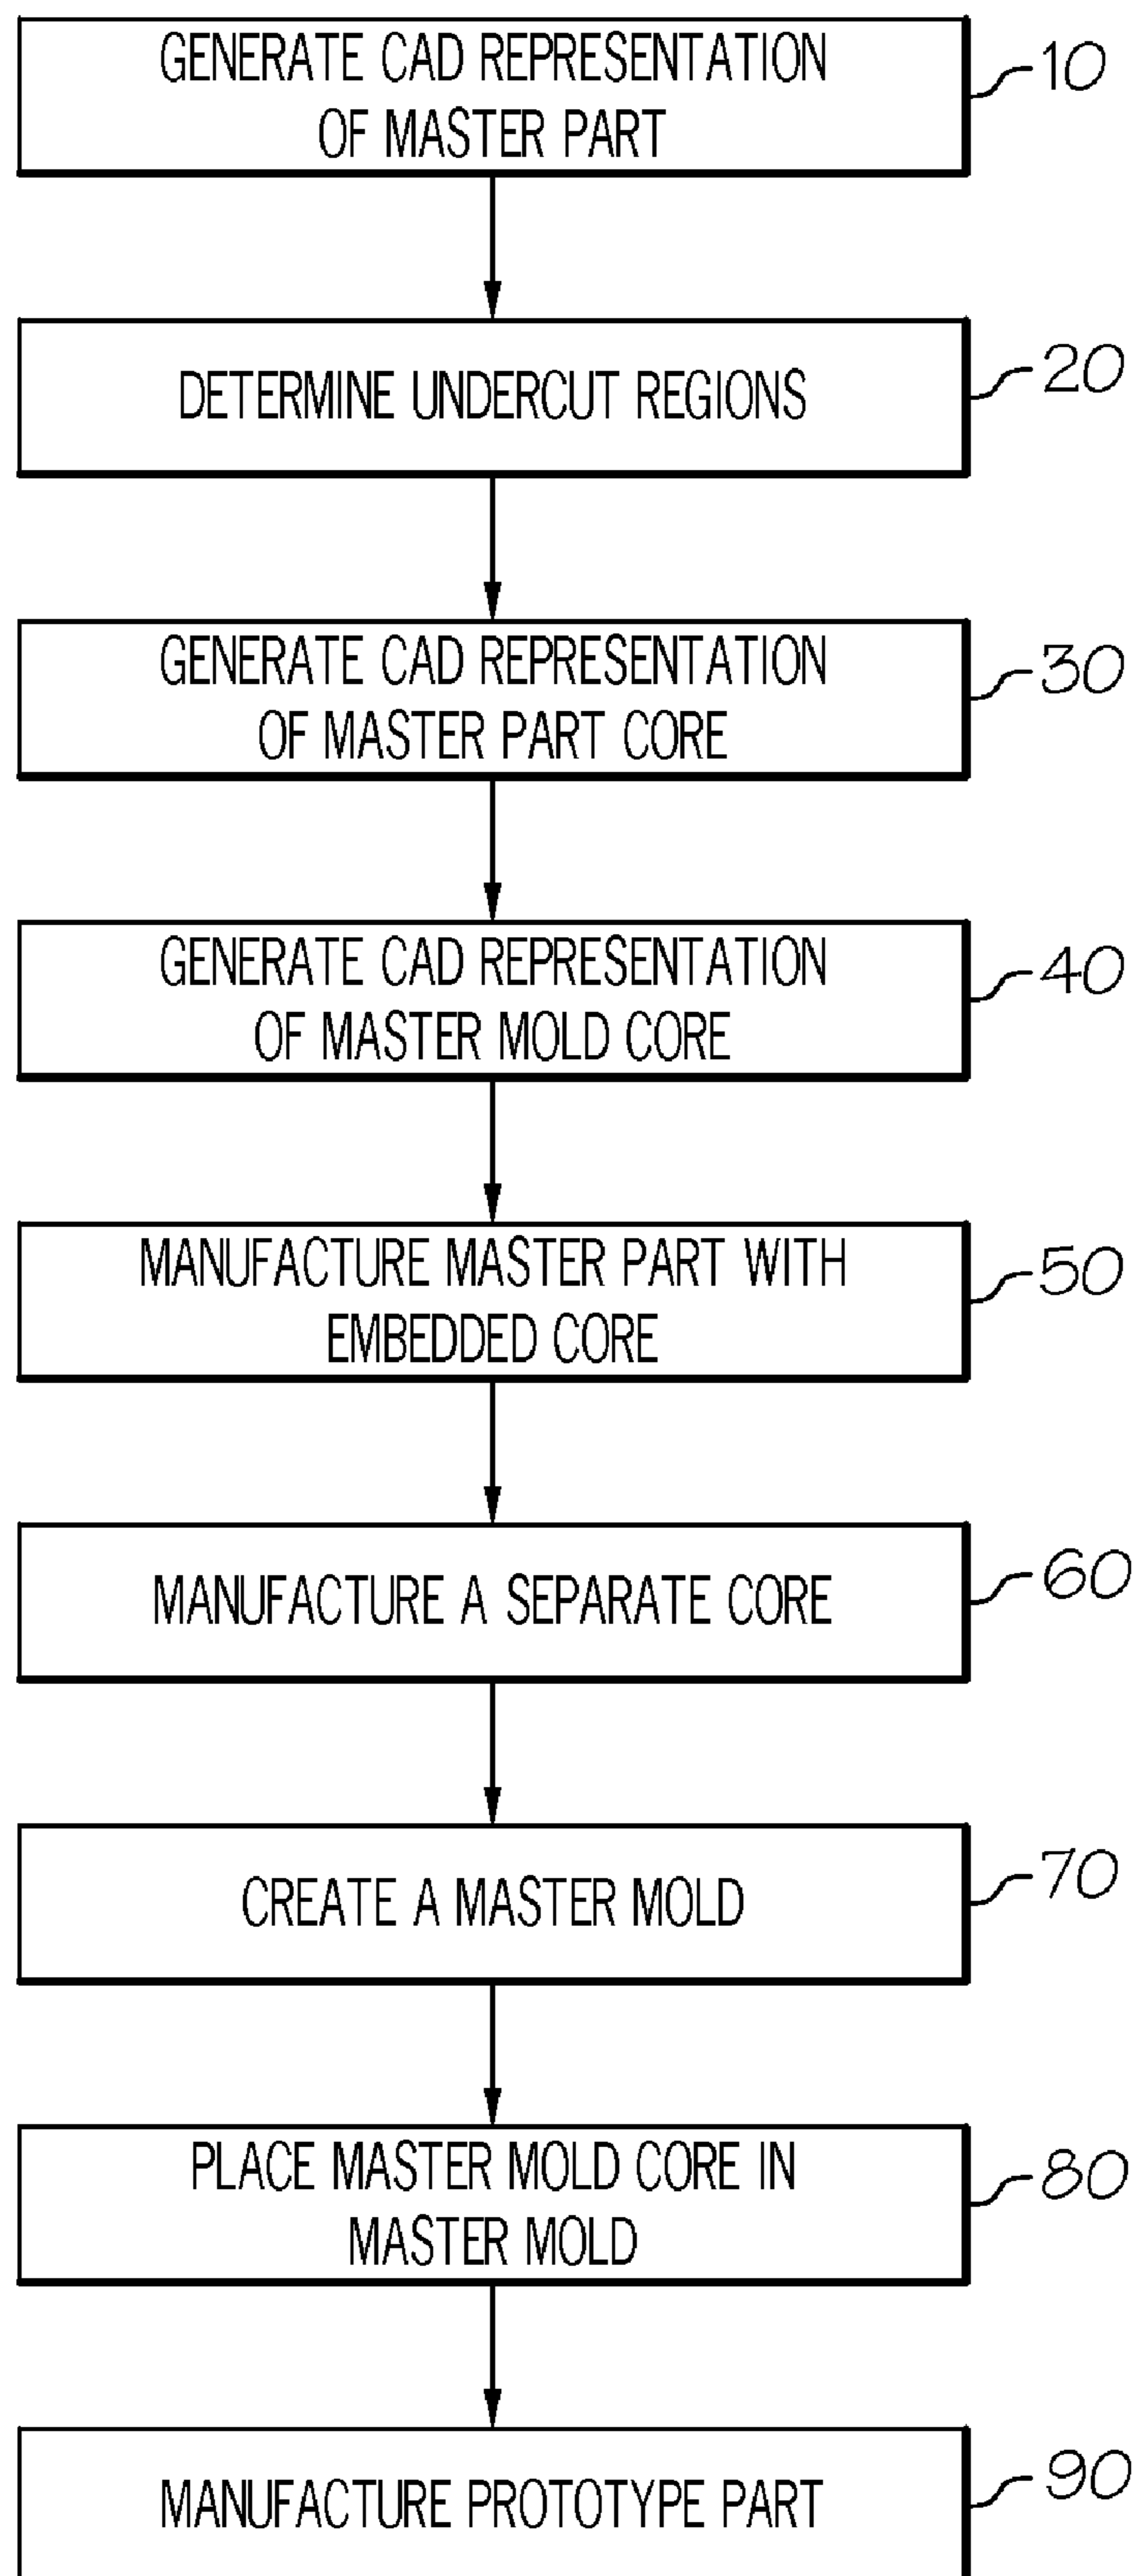 GENERATE CAD REPRESENTATION
OF MASTER PART
10
DETERMINE UNDERCUT REGIONS
20
GENERATE CAD REPRESENTATION
OF MASTER PART CORE
30
GENERATE CAD REPRESENTATION
OF MASTER MOLD CORE
40
MANUFACTURE MASTER PART WITH
EMBEDDED CORE
50
MANUFACTURE A SEPARATE CORE
60
CREATE A MASTER MOLD
70
PLACE MASTER MOLD CORE IN
MASTER MOLD
80
MANUFACTURE PROTOTYPE PART
90